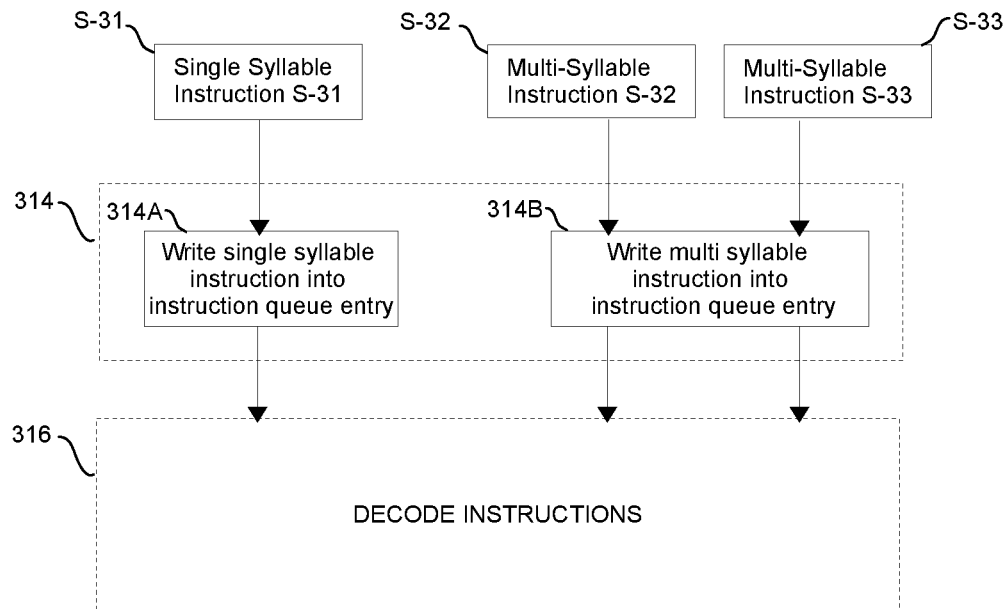 S-31
S-32
S-33
Single Syllable
Instruction S-31
Multi-Syllable
Instruction S-32
Multi-Syllable
Instruction S-33
314
314A
314B
Write single syllable
instruction into
instruction queue entry
Write multi syllable
instruction into
instruction queue entry
316
DECODE INSTRUCTIONS